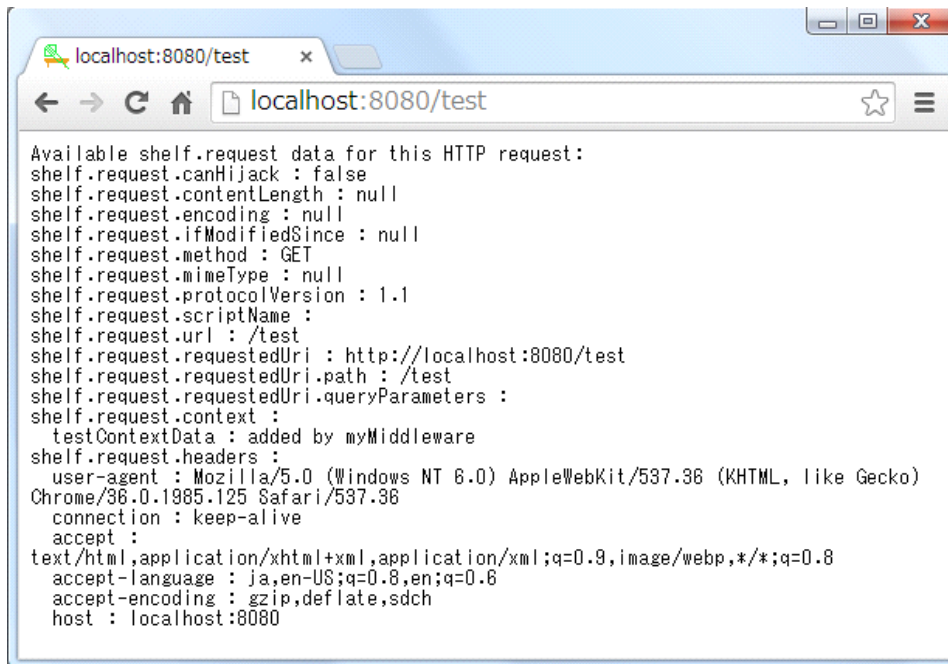 localhost:8080/test
localhost:8080/test
Available shelf.request data for this HTTP request:
shelf.request.canHijack : false
shelf.request.contentLength : null
shelf.request.encoding : null
shelf.request.ifModifiedSince : null
shelf.request.method : GET
shelf.request.mimeType : null
shelf.request.protocolVersion : 1.1
shelf.request.scriptName :
shelf.request.url : /test
shelf.request.requestedUri : http://localhost:8080/test
shelf.request.requestedUri.path : /test
shelf.request.requestedUri.queryParameters :
shelf.request.context :
  testContextData : added by myMiddleware
shelf.request.headers :
  user-agent : Mozilla/5.0 (Windows NT 6.0) AppleWebKit/537.36 (KHTML, like Gecko)
Chrome/36.0.1985.125 Safari/537.36
  connection : keep-alive
  accept :
text/html,application/xhtml+xml,application/xml;q=0.9,image/webp,*/*;q=0.8
  accept-language : ja,en-US;q=0.8,en;q=0.6
  accept-encoding : gzip,deflate,sdch
  host : localhost:8080